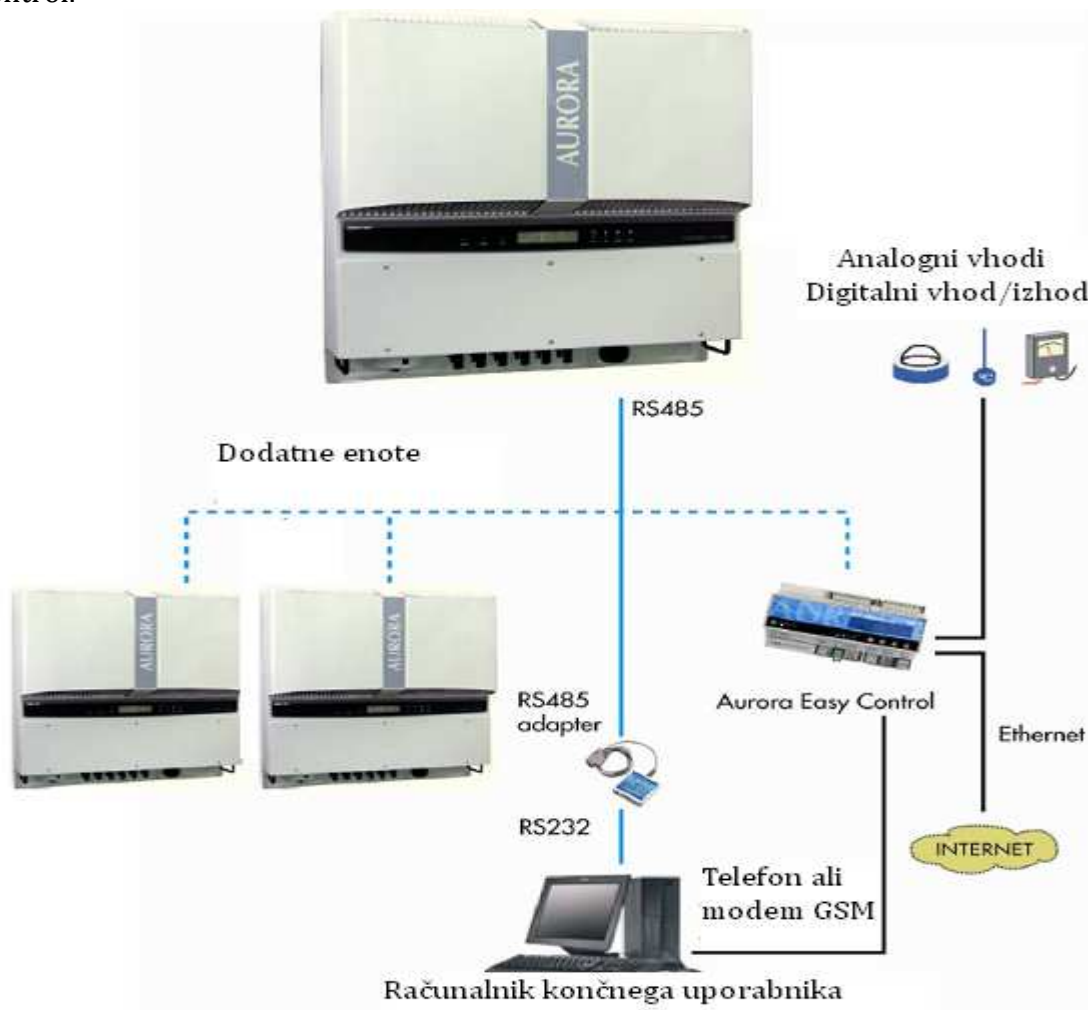 AURORA
Analogni vhodi
Digitalni vhod/izhod
RS485
Dodatne enote
AURORA
AURORA
RS485
adapter
Aurora Easy Control
Ethernet
RS232
INTERNET
Telefon ali
modem GSM
Računalnik končnega uporabnika